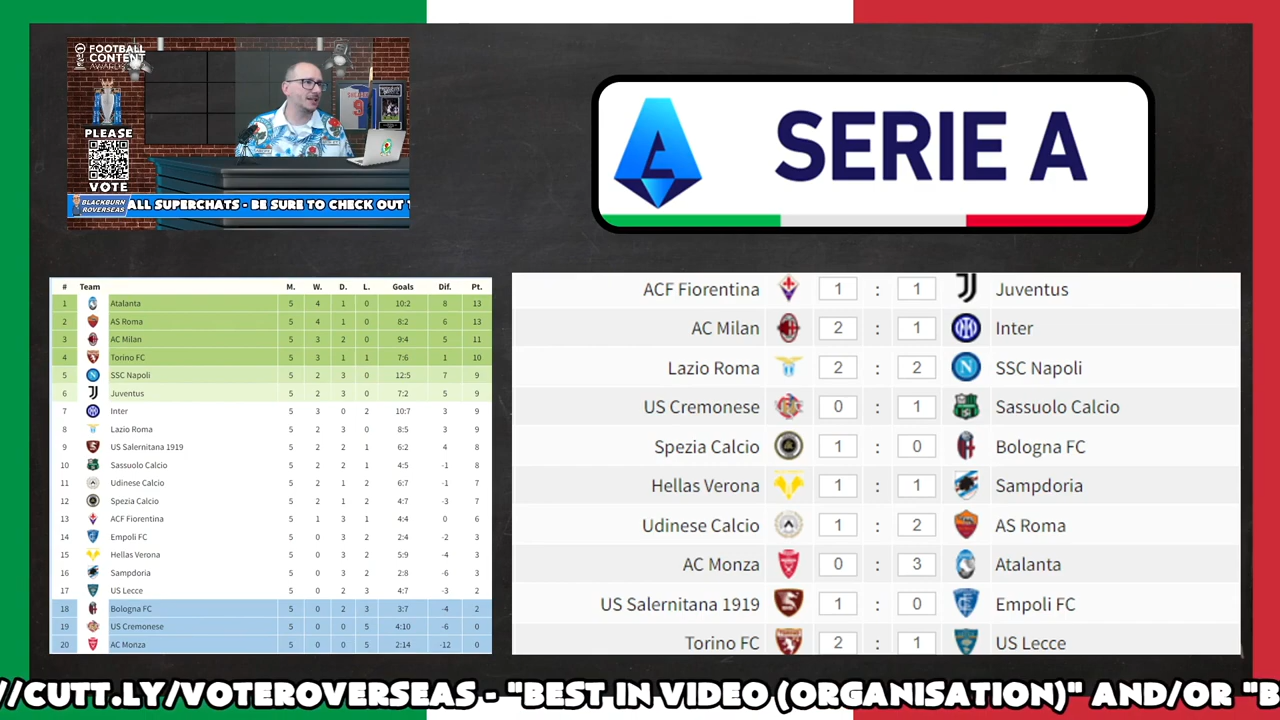 FOOTBALL
CONTENT
AWARDS
PLEASE
VOTE
9
BLACKBURN
ROVERSEAS
ALL SUPERCHATS - BE SURE TO CHECK OUT
SERIE A
# Team M. W. D. L. Goals Dif. Pt.
1 Atalanta 5 4 1 0 10:2 8 13
2 AS Roma 5 4 1 0 8:2 6 13
3 AC Milan 5 3 2 0 9:4 5 11
4 Torino FC 5 3 1 1 7:6 1 10
5 SSC Napoli 5 2 3 0 12:5 7 9
6 Juventus 5 2 3 0 7:2 5 9
7 Inter 5 3 0 2 10:7 3 9
8 Lazio Roma 5 2 3 0 8:5 3 9
9 US Salernitana 1919 5 2 2 1 6:2 4 8
10 Sassuolo Calcio 5 2 2 1 4:5 -1 8
11 Udinese Calcio 5 2 1 2 6:7 -1 7
12 Spezia Calcio 5 2 1 2 4:7 -3 7
13 ACF Fiorentina 5 1 3 1 4:4 0 6
14 Empoli FC 5 0 3 2 2:4 -2 3
15 Hellas Verona 5 0 3 2 5:9 -4 3
16 Sampdoria 5 0 3 2 2:8 -6 3
17 US Lecce 5 0 2 3 4:7 -3 2
18 Bologna FC 5 0 2 3 3:7 -4 2
19 US Cremonese 5 0 0 5 4:10 -6 0
20 AC Monza 5 0 0 5 2:14 -12 0
ACF Fiorentina 1 : 1 Juventus
AC Milan 2 : 1 Inter
Lazio Roma 2 : 2 SSC Napoli
US Cremonese 0 : 1 Sassuolo Calcio
Spezia Calcio 1 : 0 Bologna FC
Hellas Verona 1 : 1 Sampdoria
Udinese Calcio 1 : 2 AS Roma
AC Monza 0 : 3 Atalanta
US Salernitana 1919 1 : 0 Empoli FC
Torino FC 2 : 1 US Lecce
//CUTT.LY/VOTEROVERSEAS - "BEST IN VIDEO (ORGANISATION)" AND/OR "B